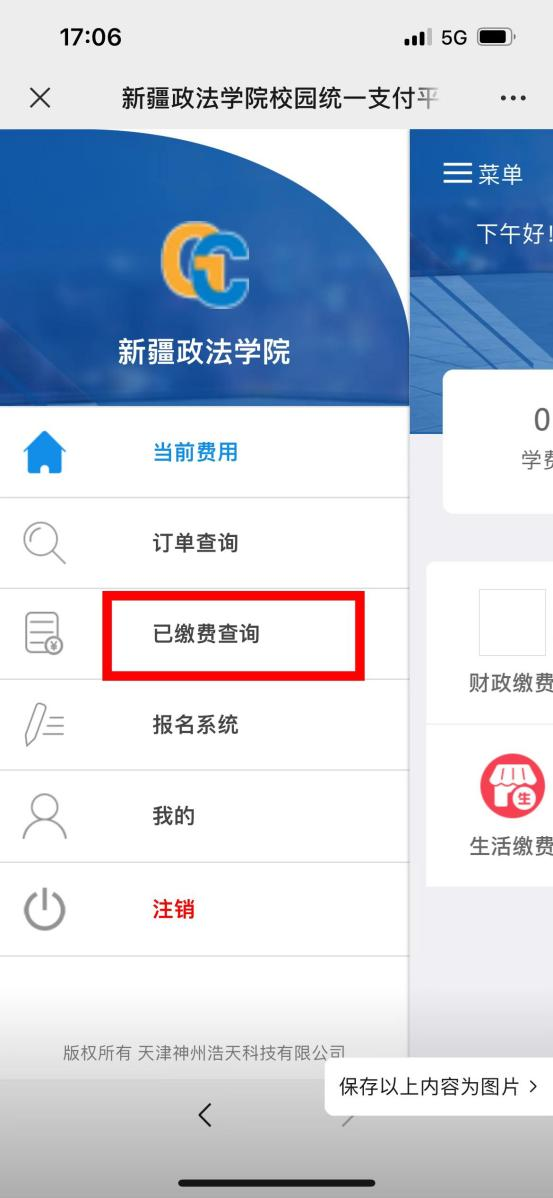 17:06
5G
新疆政法学院校园统一支付平
菜单
下午好!
新疆政法学院
0
学费
当前费用
订单查询
已缴费查询
财政缴费
报名系统
生
我的
生活缴费
注销
版权所有 天津神州浩天科技有限公司
保存以上内容为图片